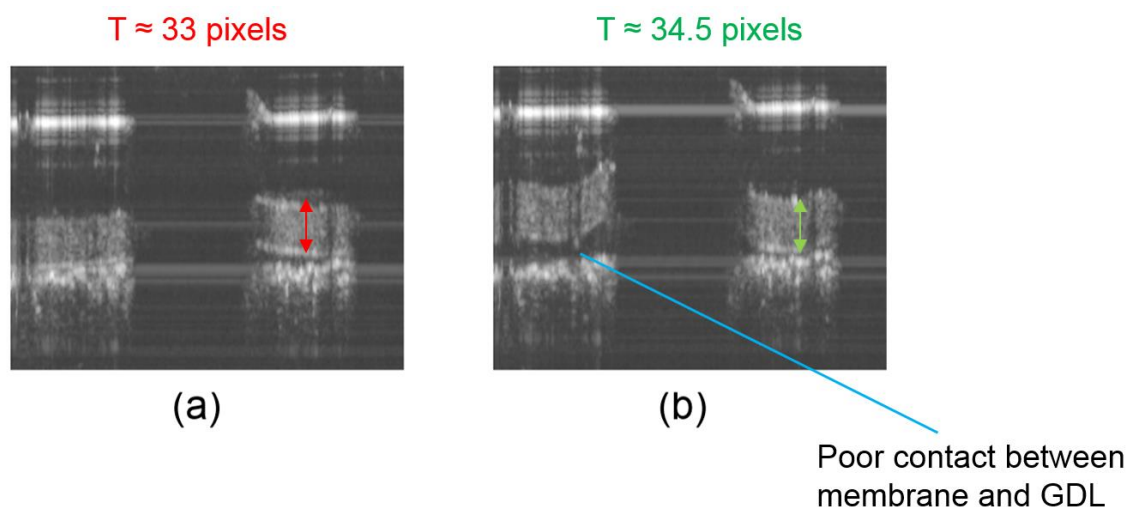 T ≈ 33 pixels
T ≈ 34.5 pixels
(a)
(b)
Poor contact between
membrane and GDL